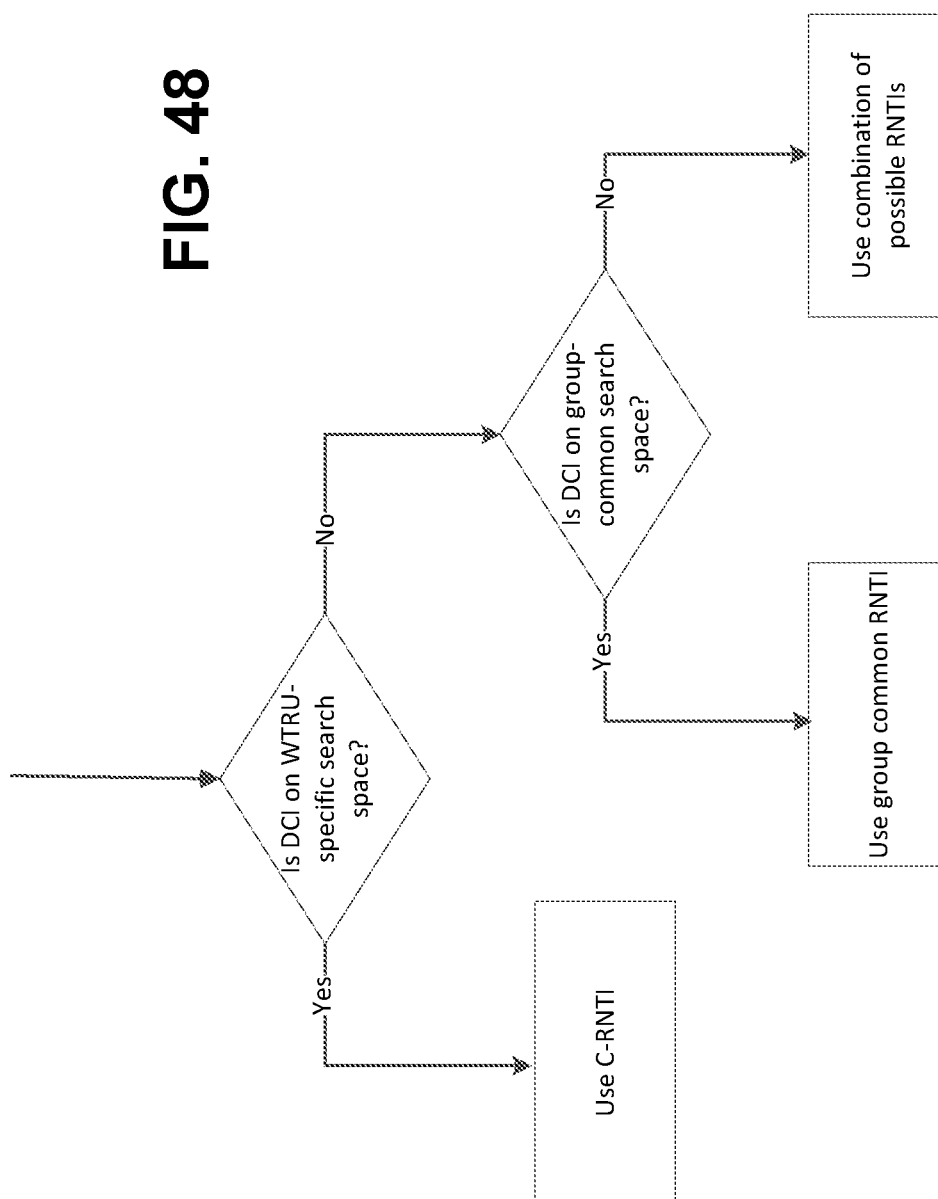 FIG. 48
Is DCI on WTRU-
specific search
space?
Yes
No
Use C-RNTI
Is DCI on group-
common search
space?
Yes
No
Use group common RNTI
Use combination of
possible RNTIs